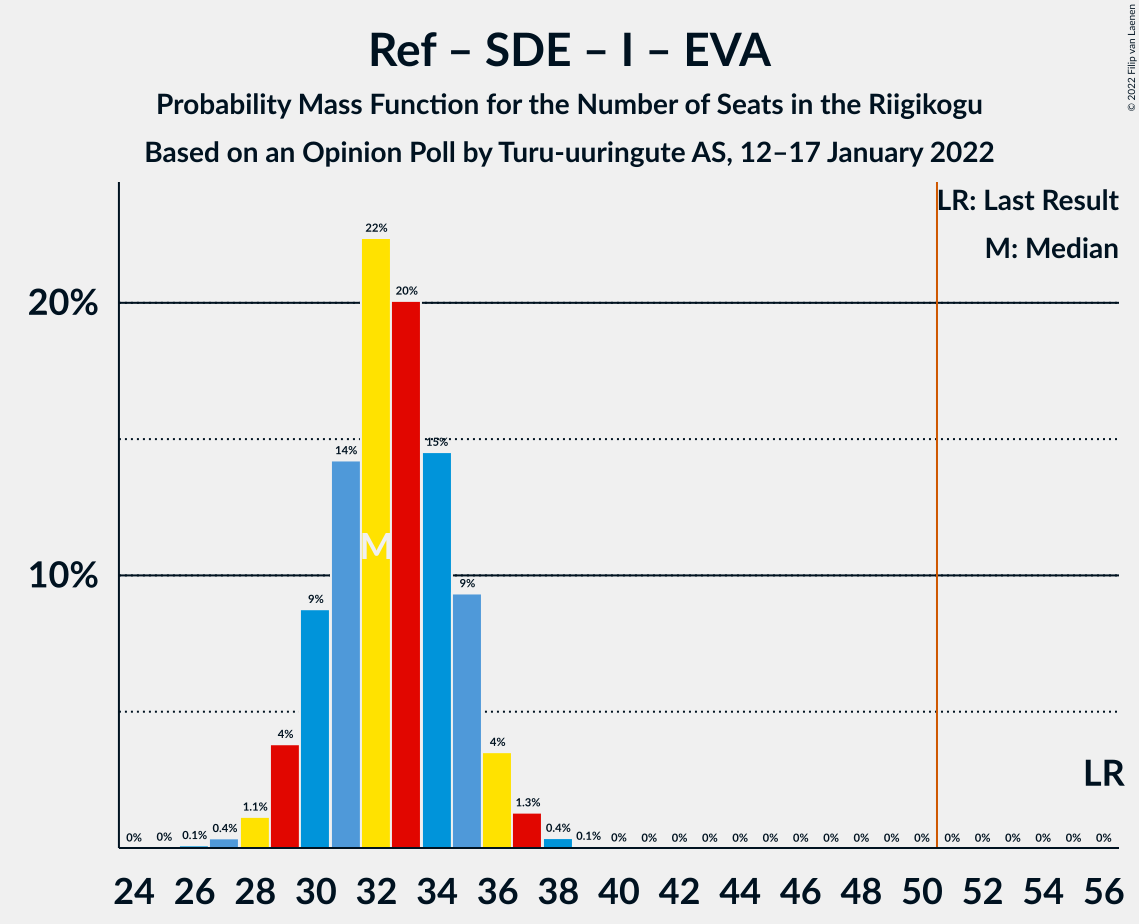 Ref – SDE – I – EVA
Probability Mass Function for the Number of Seats in the Riigikogu
Based on an Opinion Poll by Turu-uuringute AS, 12–17 January 2022
© 2022 Filip van Laenen
LR: Last Result
M: Median
20%
10%
0% 0% 0.1% 0.4% 1.1% 4% 9% 14% 22% 20% 15% 9% 4% 1.3% 0.4% 0.1% 0% 0% 0% 0% 0% 0% 0% 0% 0% 0% 0% 0% 0% 0% 0% 0% 0%
M
LR
24 26 28 30 32 34 36 38 40 42 44 46 48 50 52 54 56